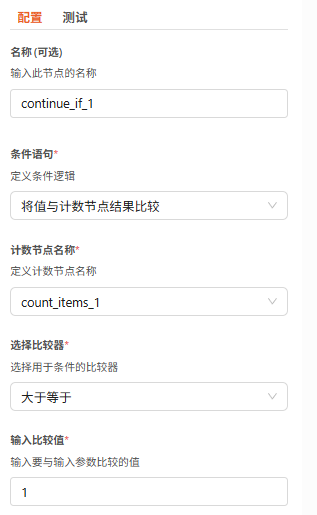 配置 测试
名称 (可选)
输入此节点的名称
continue_if_1
条件语句*
定义条件逻辑
将值与计数节点结果比较
计数节点名称*
定义计数节点名称
count_items_1
选择比较器*
选择用于条件的比较器
大于等于
输入比较值*
输入要与输入参数比较的值
1